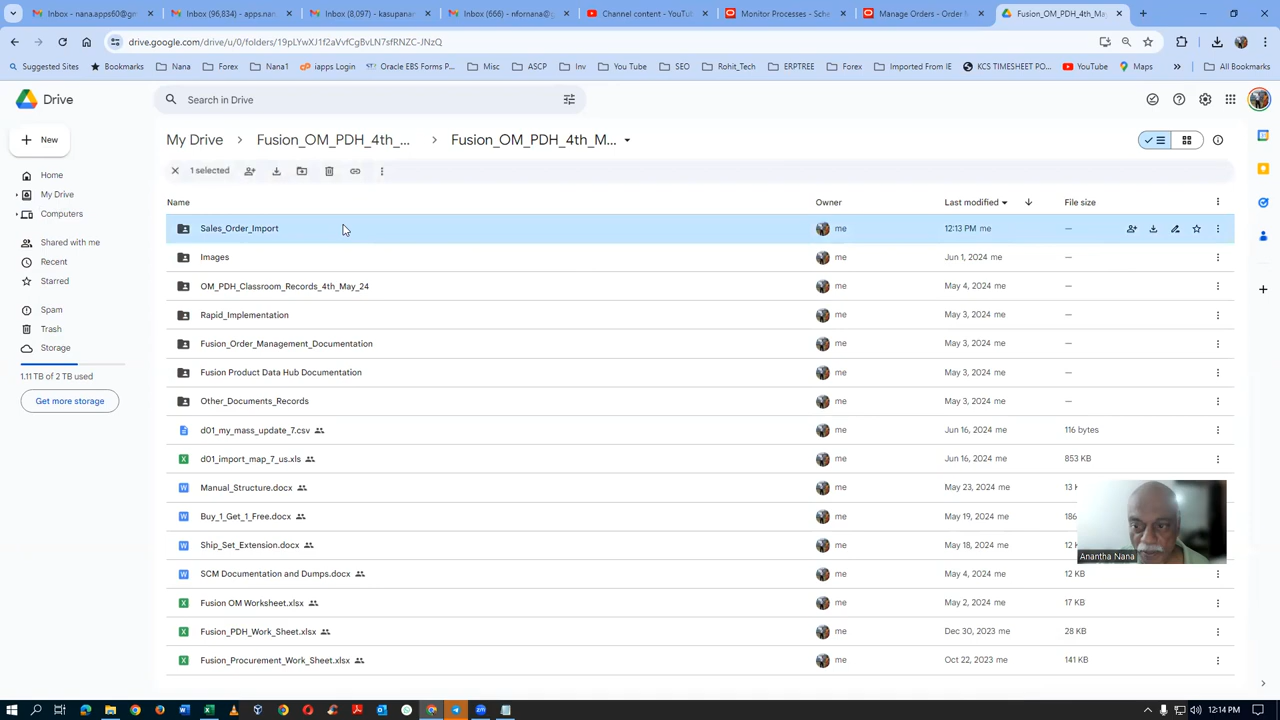 Inbox (5,960) - nana.apps60@gm
Inbox (96,834) - apps.nan
Inbox (8,097) - kasupanar
Inbox (666) - nfornana@g
Channel content - YouTu
Monitor Processes - Sche
Manage Orders - Order M
Fusion_OM_PDH_4th_Ma
drive.google.com/drive/u/0/folders/19pLYwXJ1f2aVvfCgBvLN7sfRNZC-JNzQ
Suggested Sites
Bookmarks
Nana
Forex
Nana1
iapps Login
Oracle EBS Forms P...
Misc
ASCP
Inv
You Tube
SEO
Rohit_Tech
ERPTREE
Forex
Imported From IE
KCS TIMESHEET PO...
YouTube
Maps
All Bookmarks
Drive
Search in Drive
New
My Drive
Fusion_OM_PDH_4th_...
Fusion_OM_PDH_4th_M...
1 selected
Home
My Drive
Computers
Shared with me
Recent
Starred
Spam
Trash
Storage
1.11 TB of 2 TB used
Get more storage
Name Owner Last modified File size
Sales_Order_Import me 12:13 PM me —
Images me Jun 1, 2024 me —
OM_PDH_Classroom_Records_4th_May_24 me May 4, 2024 me —
Rapid_Implementation me May 3, 2024 me —
Fusion_Order_Management_Documentation me May 3, 2024 me —
Fusion Product Data Hub Documentation me May 3, 2024 me —
Other_Documents_Records me May 3, 2024 me —
d01_my_mass_update_7.csv me Jun 16, 2024 me 116 bytes
d01_import_map_7_us.xls me Jun 16, 2024 me 853 KB
Manual_Structure.docx me May 23, 2024 me 13 K
Buy_1_Get_1_Free.docx me May 19, 2024 me 186
Ship_Set_Extension.docx me May 18, 2024 me 12 K
SCM Documentation and Dumps.docx me May 4, 2024 me 12 KB
Fusion OM Worksheet.xlsx me May 2, 2024 me 17 KB
Fusion_PDH_Work_Sheet.xlsx me Dec 30, 2023 me 28 KB
Fusion_Procurement_Work_Sheet.xlsx me Oct 22, 2023 me 141 KB
Anantha Nana
12:14 PM